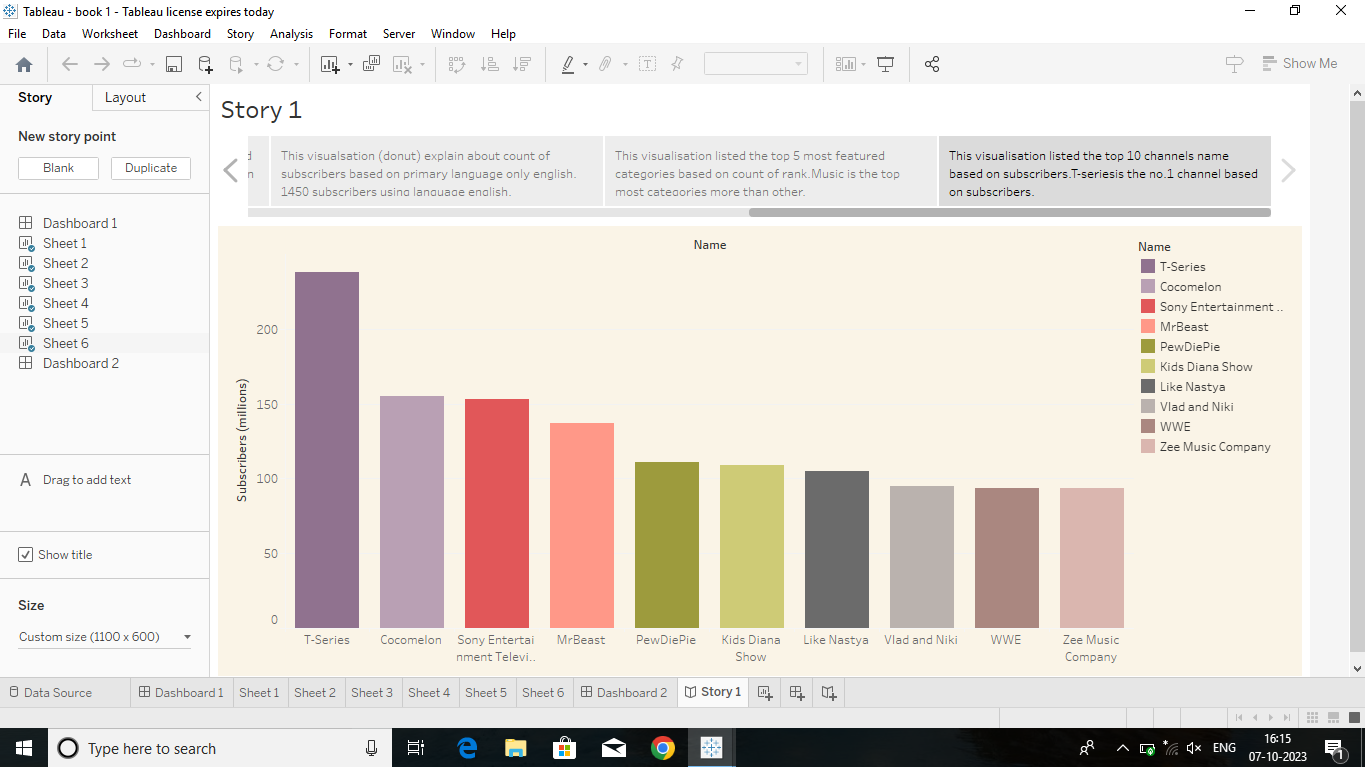 Tableau - book 1 - Tableau license expires today
File Data Worksheet Dashboard Story Analysis Format Server Window Help
Show Me
Story Layout
New story point
Blank Duplicate
Dashboard 1
Sheet 1
Sheet 2
Sheet 3
Sheet 4
Sheet 5
Sheet 6
Dashboard 2
A Drag to add text
Show title
Size
Custom size (1100 x 600)
Story 1
d
n
This visualsation (donut) explain about count of
subscribers based on primary language only english.
1450 subscribers using language english.
This visualisation listed the top 5 most featured
categories based on count of rank.Music is the top
most categories more than other.
This visualisation listed the top 10 channels name
based on subscribers.T-seriesis the no.1 channel based
on subscribers.
Name
Subscribers (millions)
200
150
100
50
0
T-Series
Cocomelon
Sony Entertai
nment Televi..
MrBeast
PewDiePie
Kids Diana
Show
Like Nastya
Vlad and Niki
WWE
Zee Music
Company
Name
T-Series
Cocomelon
Sony Entertainment ..
MrBeast
PewDiePie
Kids Diana Show
Like Nastya
Vlad and Niki
WWE
Zee Music Company
Data Source Dashboard 1 Sheet 1 Sheet 2 Sheet 3 Sheet 4 Sheet 5 Sheet 6 Dashboard 2 Story 1
Type here to search
ENG
16:15
07-10-2023
1